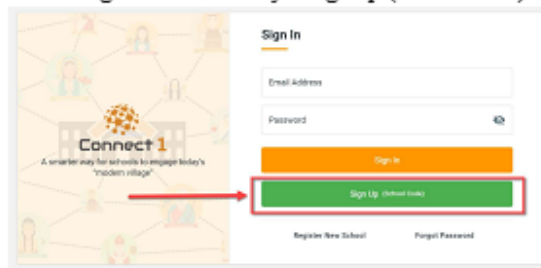 Sign In
Email Address
Password
Connect 1
A smarter way for schools to engage today's
"modern village"
Sign In
Sign Up (School Code)
Register New School
Forgot Password